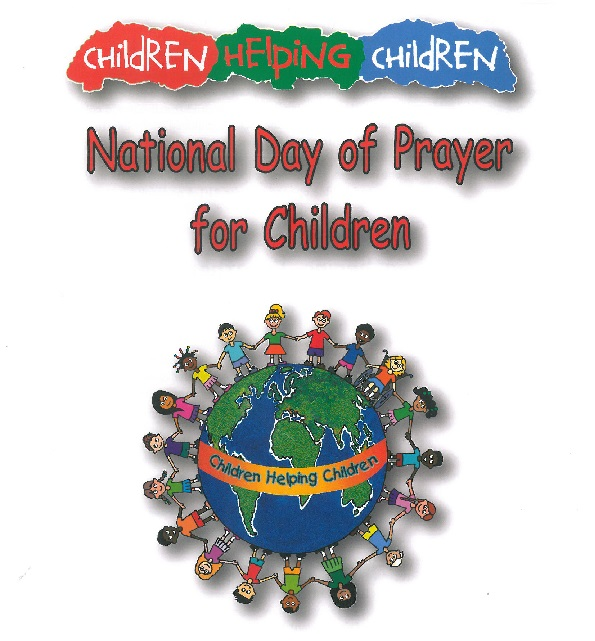 CHildREN HElpiNG CHildREN
National Day of Prayer
for Children
Children Helping Children